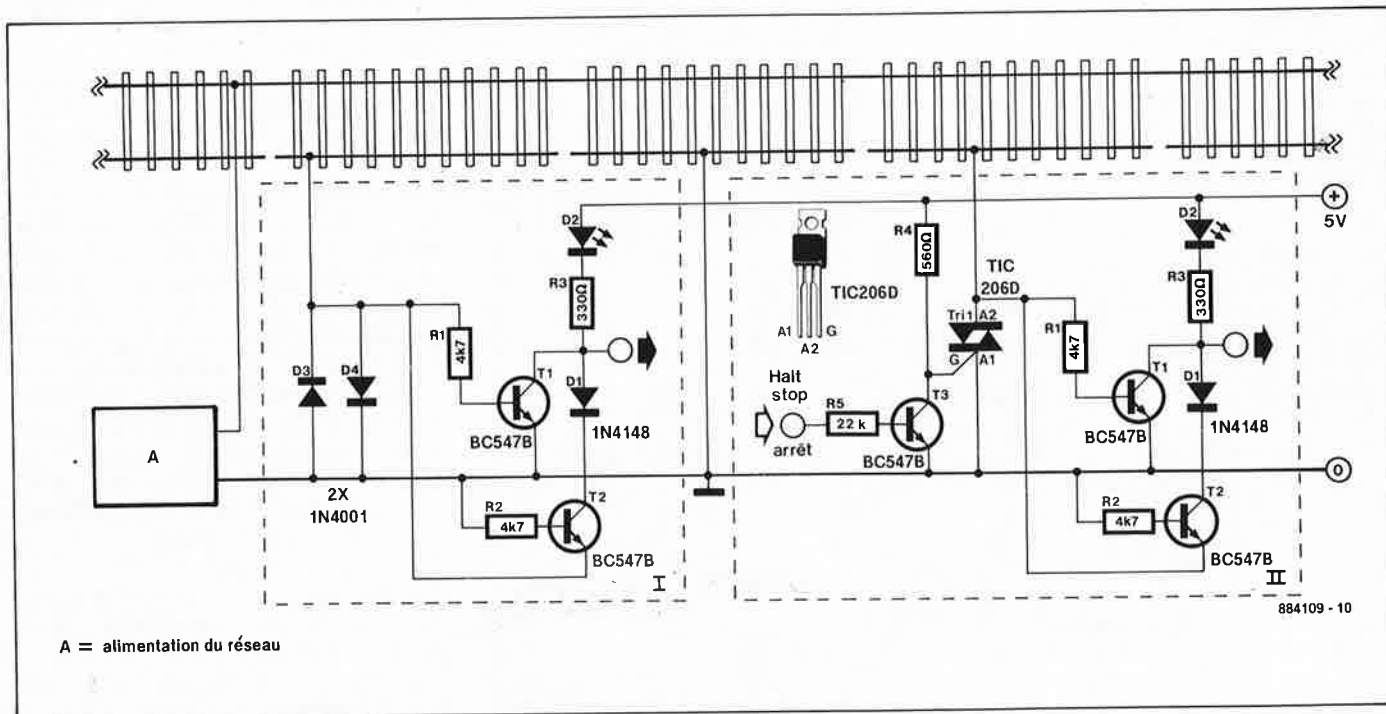 +
5V
D2
R3
330Ω
R1
4k7
D3
D4
T1
D1
BC547B
1N4148
A
2X
1N4001
R2
4k7
T2
BC547B
I
R4
560Ω
TIC206D
A1
A2
G
TIC
206D
Tri1
A2
G
A1
Halt
stop
arrêt
R5
22 k
T3
BC547B
D2
R3
330Ω
R1
4k7
T1
D1
BC547B
1N4148
0
R2
4k7
T2
BC547B
II
884109 - 10
A = alimentation du réseau